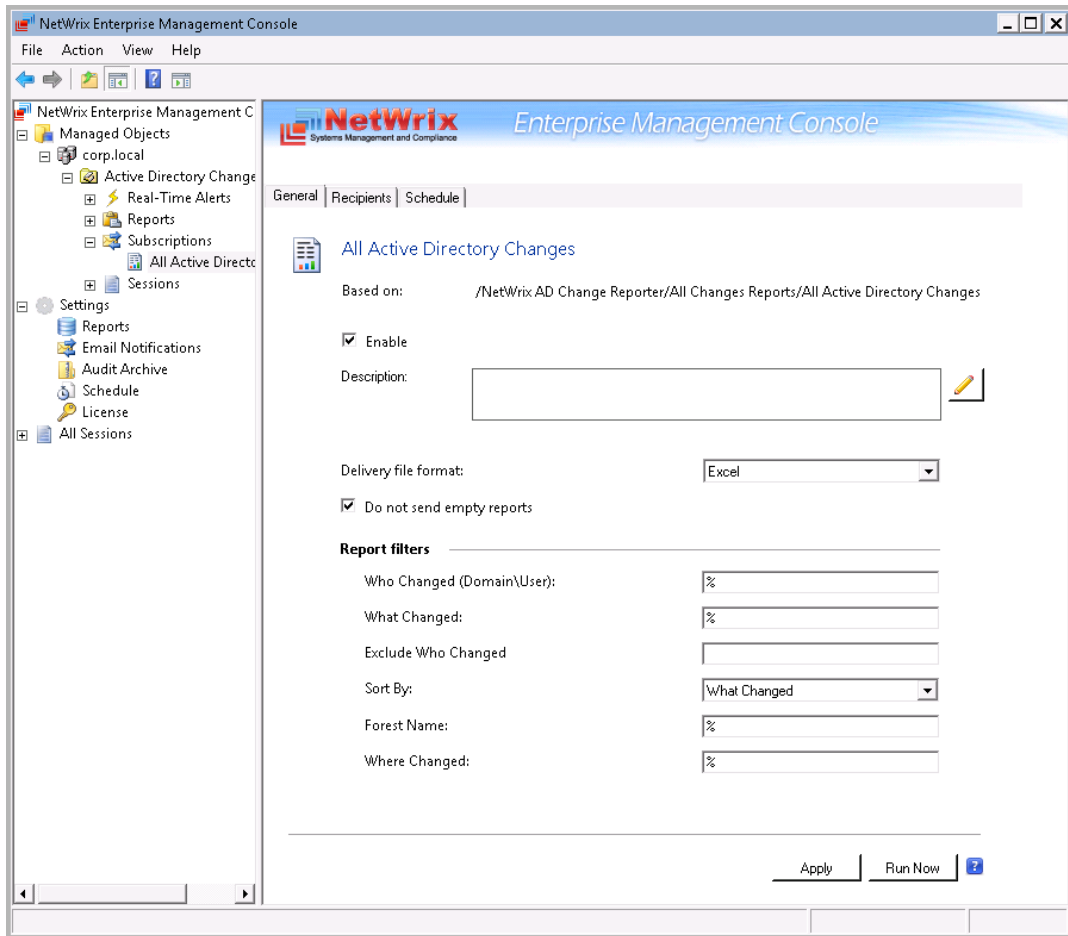 NetWrix Enterprise Management Console
File Action View Help
NetWrix Enterprise Management C
Managed Objects
corp.local
Active Directory Change
Real-Time Alerts
Reports
Subscriptions
All Active Directo
Sessions
Settings
Reports
Email Notifications
Audit Archive
Schedule
License
All Sessions
NetWrix
Systems Management and Compliance
Enterprise Management Console
General Recipients Schedule
All Active Directory Changes
Based on: /NetWrix AD Change Reporter/All Changes Reports/All Active Directory Changes
Enable
Description:
Delivery file format: Excel
Do not send empty reports
Report filters
Who Changed (Domain\User): %
What Changed: %
Exclude Who Changed
Sort By: What Changed
Forest Name: %
Where Changed: %
Apply Run Now ?